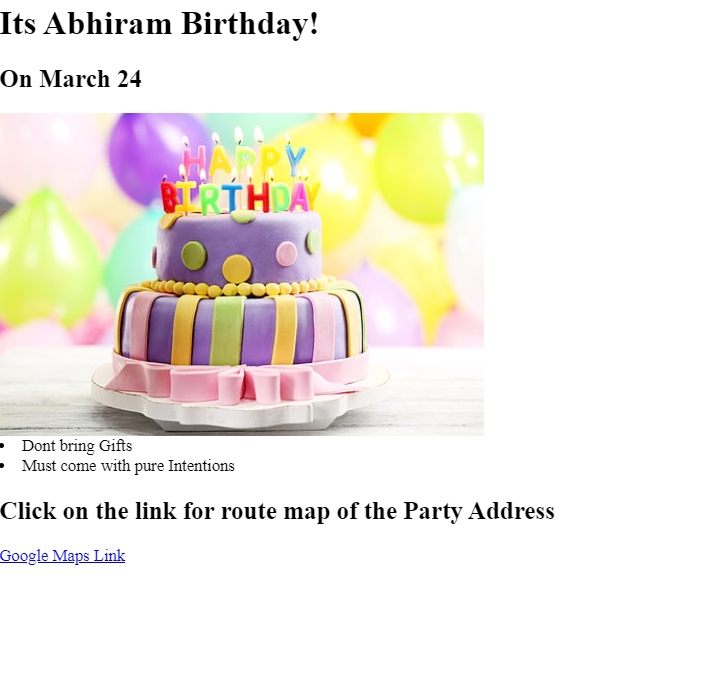 Its Abhiram Birthday!
On March 24
HAPPY
BIRTHDAY
Dont bring Gifts
Must come with pure Intentions
Click on the link for route map of the Party Address
Google Maps Link